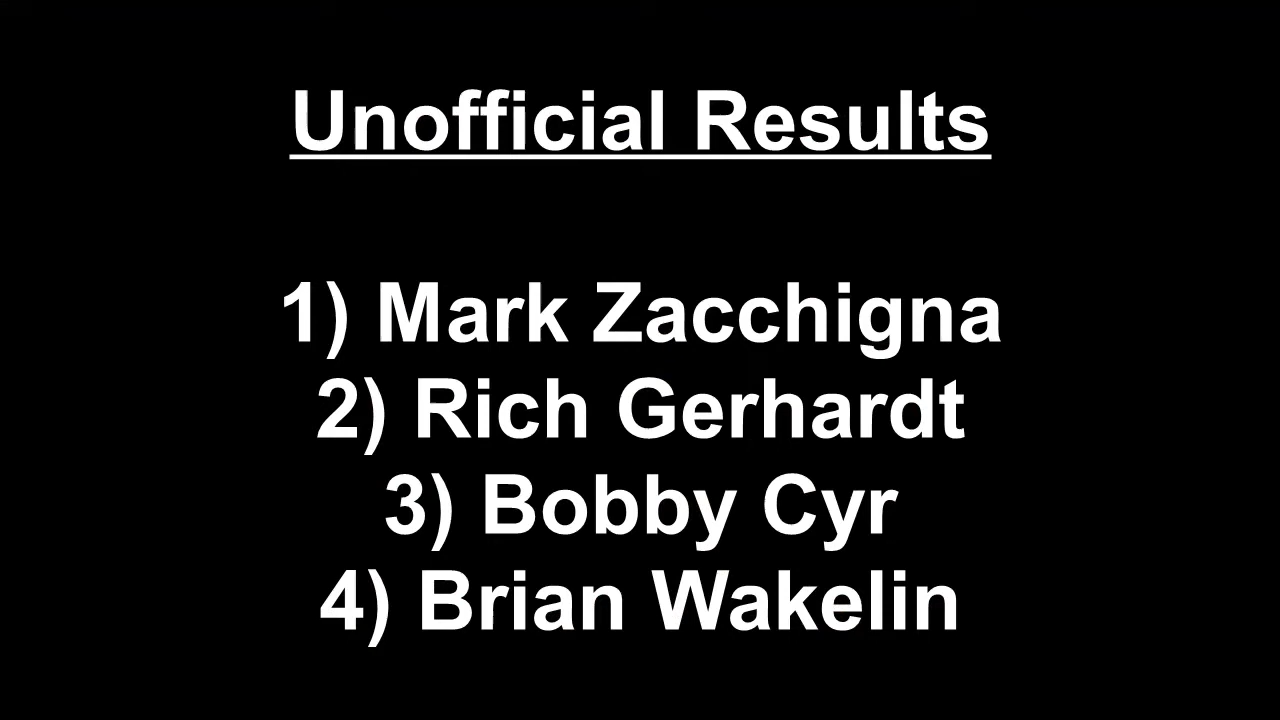 Unofficial Results
1) Mark Zacchigna
2) Rich Gerhardt
3) Bobby Cyr
4) Brian Wakelin